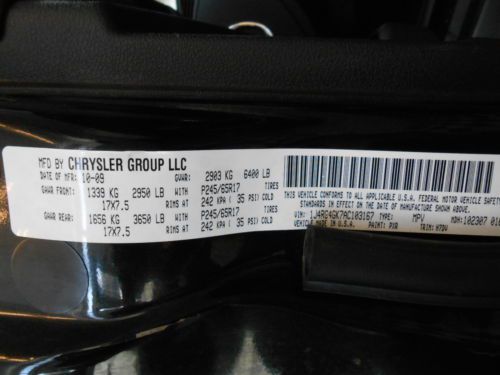 MFD BY CHRYSLER GROUP LLC
DATE OF MFR: 10-09 GVWR: 2903 KG 6400 LB
GAWR FRONT: 1339 KG 2950 LB WITH P245/65R17 TIRES
17X7.5 RIMS AT 242 KPA ( 35 PSI) COLD
GAWR REAR: 1656 KG 3650 LB WITH P245/65R17 TIRES
17X7.5 RIMS AT 242 KPA ( 35 PSI) COLD
THIS VEHICLE CONFORMS TO ALL APPLICABLE U.S.A. FEDERAL MOTOR VEHICLE SAFETY
STANDARDS IN EFFECT ON THE DATE OF MANUFACTURE SHOWN ABOVE.
VIN: 1J4RG4GK7AC103167 TYPE: MPV MDH: 102307 010
VEHICLE MADE IN U.S.A. PAINT: PXR TRIM: H7DV